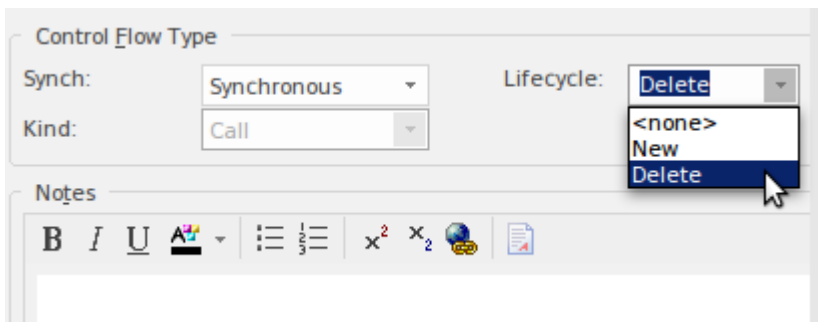 Control Flow Type
Synch: Synchronous Lifecycle: Delete
Kind: Call <none>
New
Delete
Notes
B I U A x² x₂